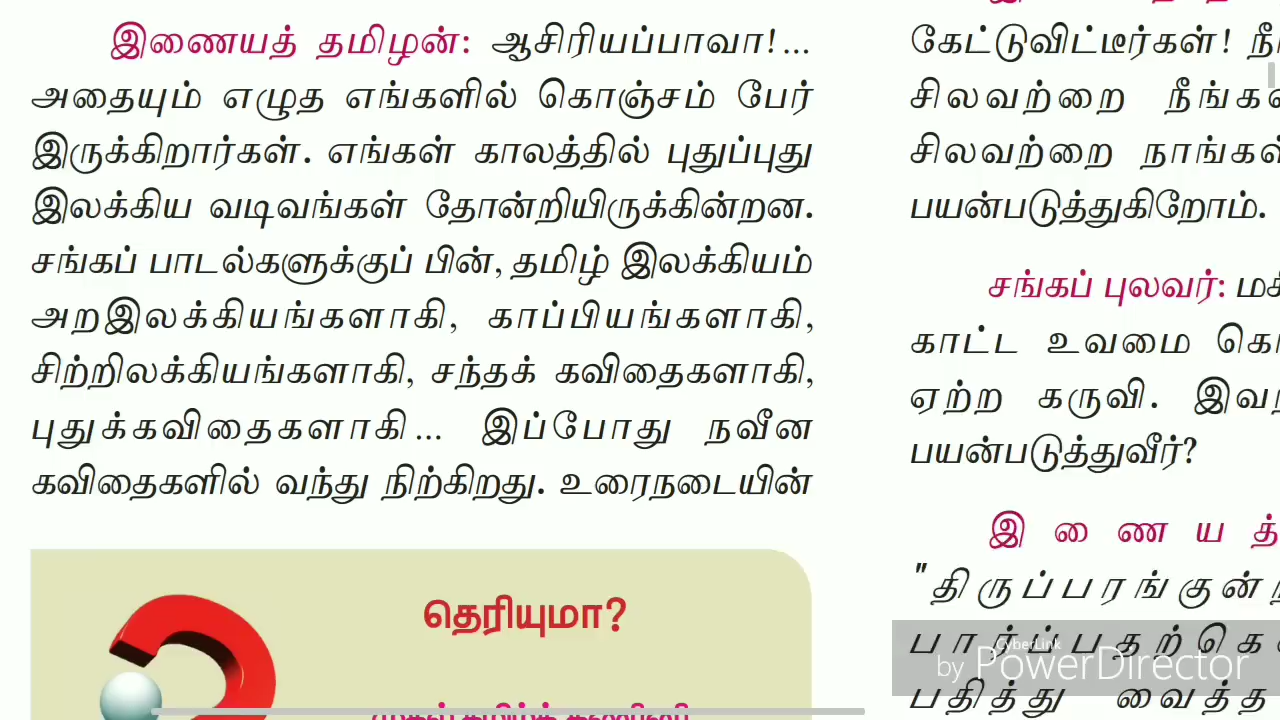 இணையத் தமிழன்: ஆசிரியப்பாவா!...
அதையும் எழுத எங்களில் கொஞ்சம் பேர்
இருக்கிறார்கள். எங்கள் காலத்தில் புதுப்புது
இலக்கிய வடிவங்கள் தோன்றியிருக்கின்றன.
சங்கப் பாடல்களுக்குப் பின், தமிழ் இலக்கியம்
அறஇலக்கியங்களாகி, காப்பியங்களாகி,
சிற்றிலக்கியங்களாகி, சந்தக் கவிதைகளாகி,
புதுக்கவிதைகளாகி... இப்போது நவீன
கவிதைகளில் வந்து நிற்கிறது. உரைநடையின்
தெரியுமா?
கேட்டுவிட்டீர்கள்!
சிலவற்றை
சிலவற்றை
பயன்படுத்துகிறோம்.
சங்கப் புலவர்:
காட்ட உவமை
ஏற்ற கருவி.
பயன்படுத்துவீர்?
பதித்து வைத்த
by CyberLink PowerDirector